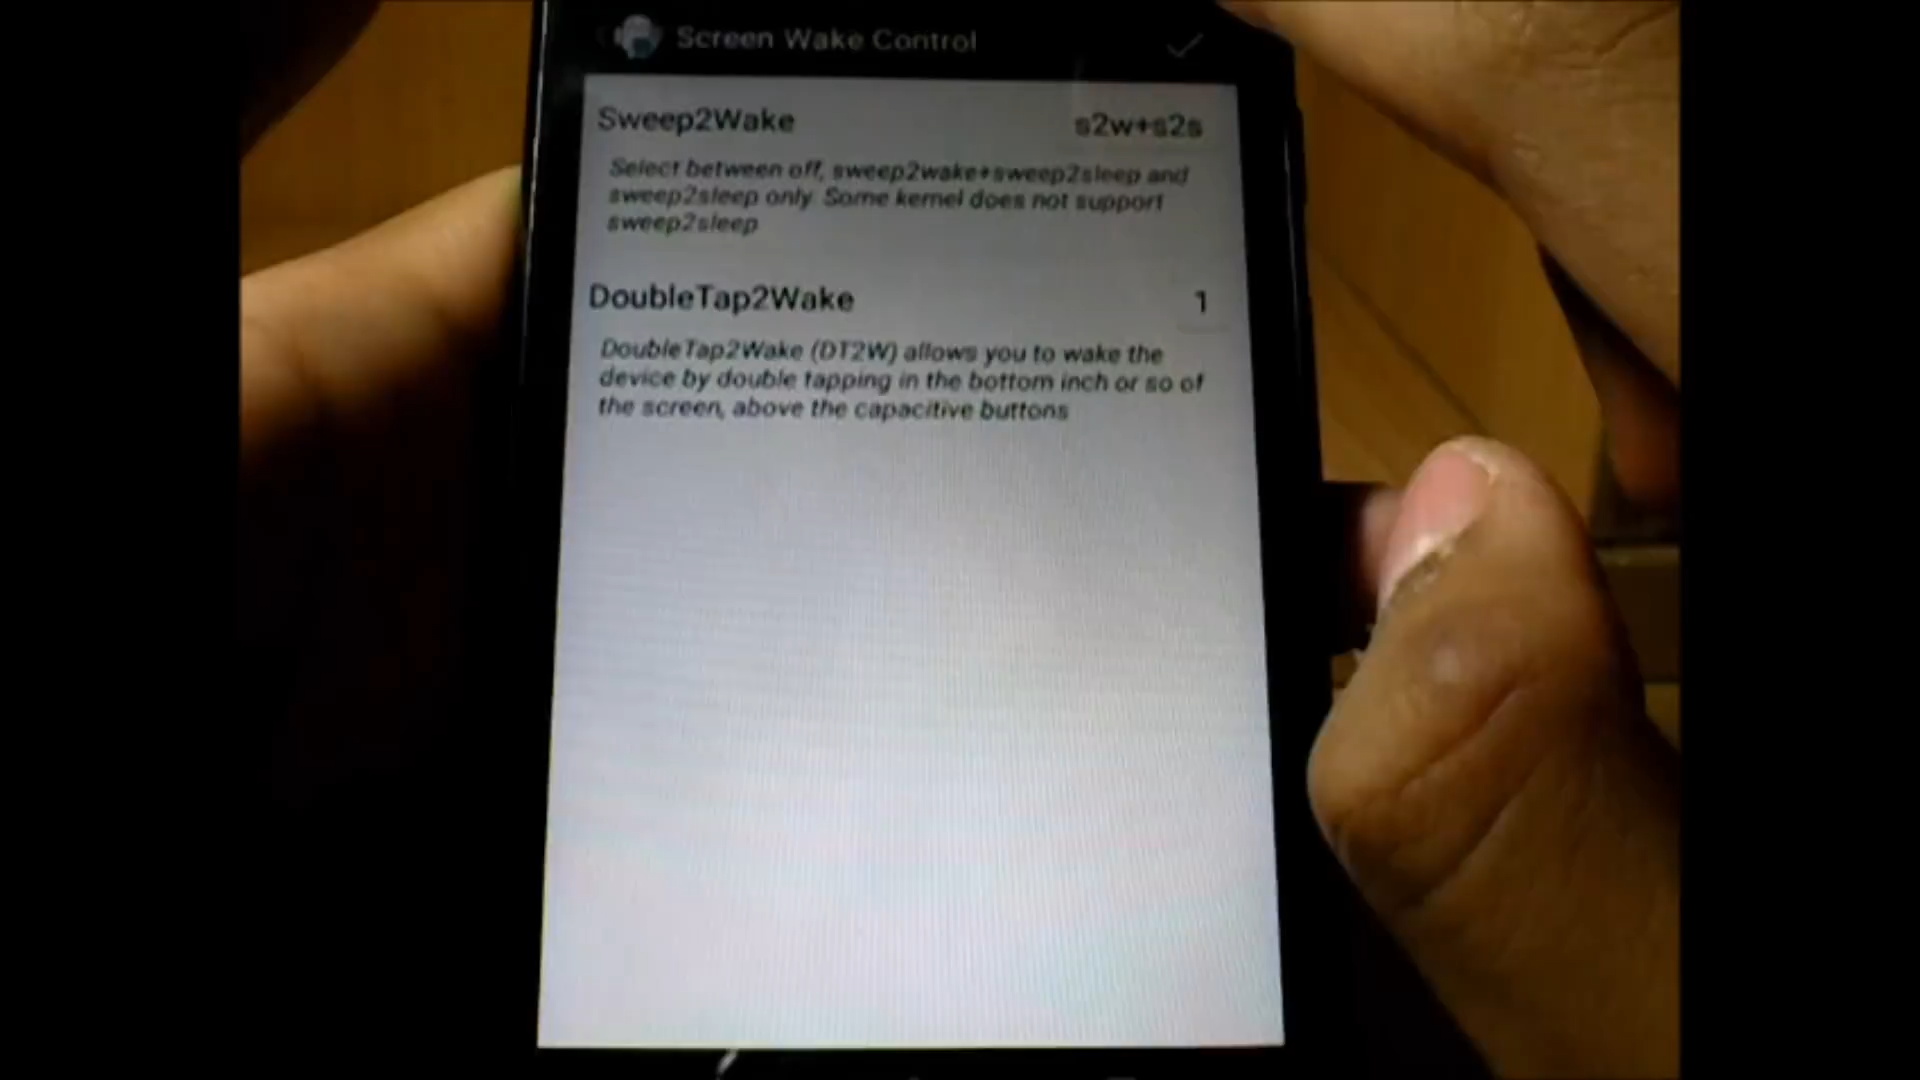 Screen Wake Control
Sweep2Wake s2w+s2s
Select between off, sweep2wake+sweep2sleep and
sweep2sleep only. Some kernel does not support
sweep2sleep
DoubleTap2Wake 1
DoubleTap2Wake (DT2W) allows you to wake the
device by double tapping in the bottom inch or so of
the screen, above the capacitive buttons